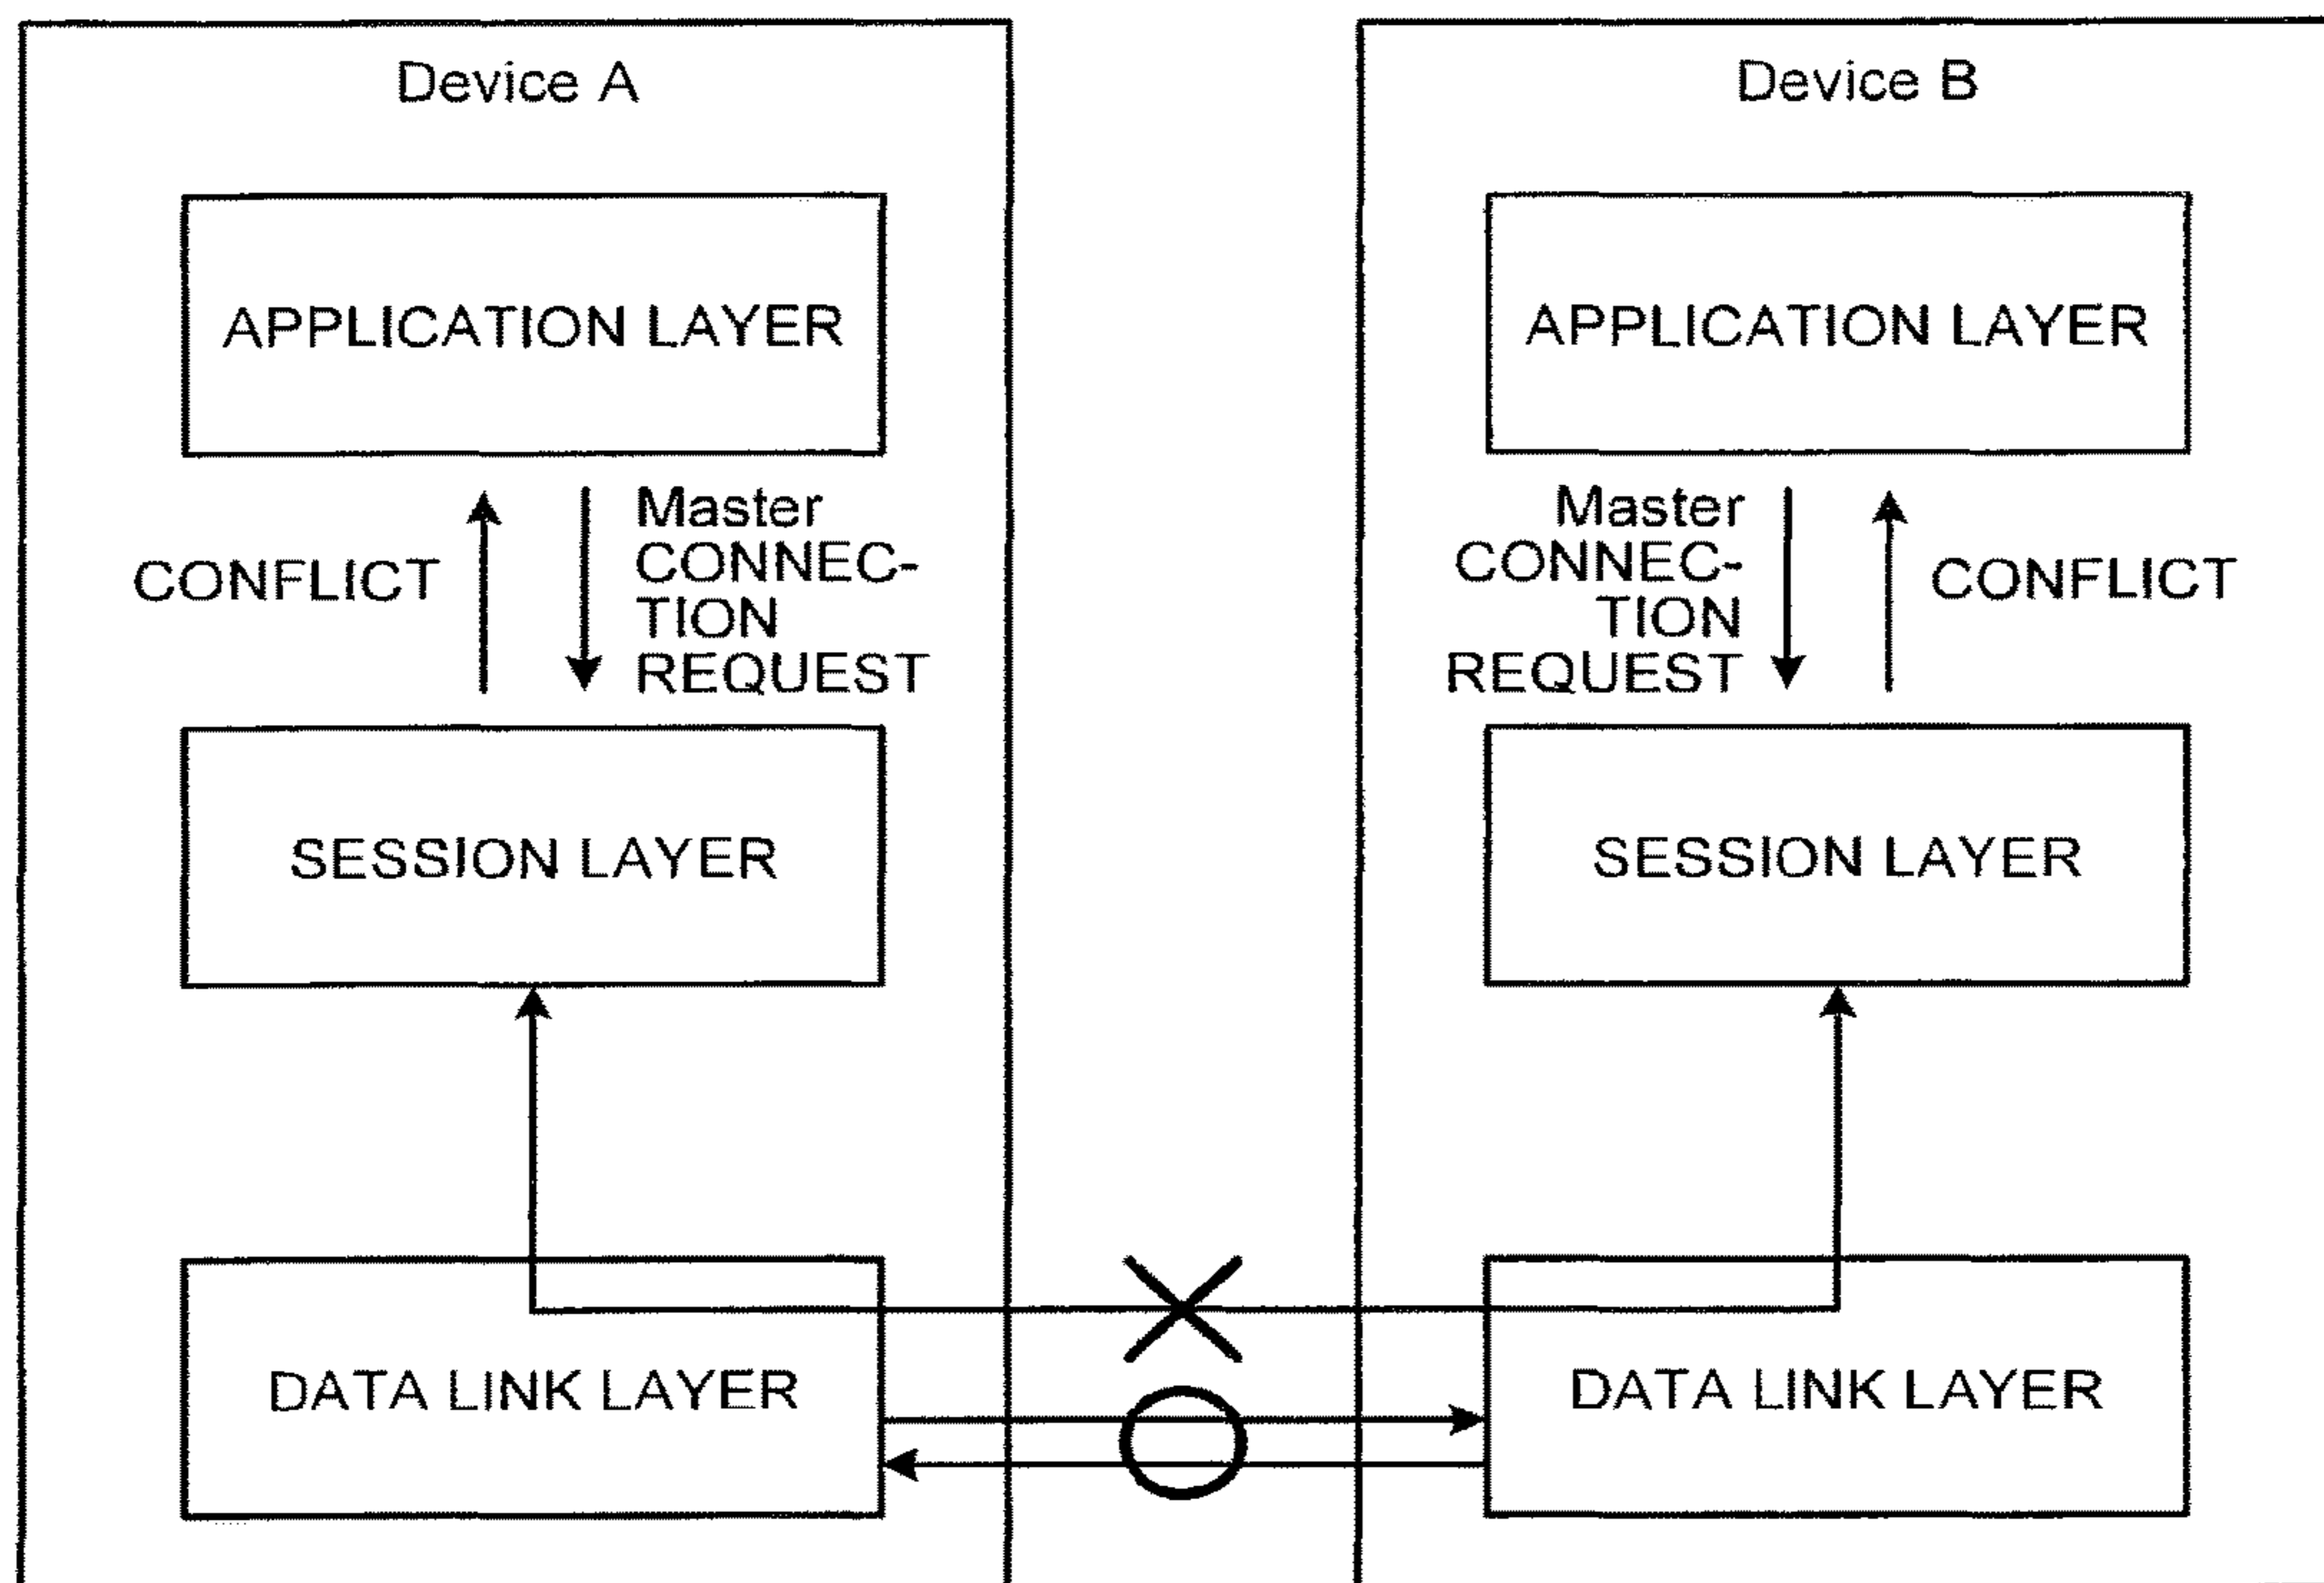 Device A
APPLICATION LAYER
CONFLICT
Master
CONNEC-
TION
REQUEST
SESSION LAYER
DATA LINK LAYER
Device B
APPLICATION LAYER
Master
CONNEC-
TION
REQUEST
CONFLICT
SESSION LAYER
DATA LINK LAYER